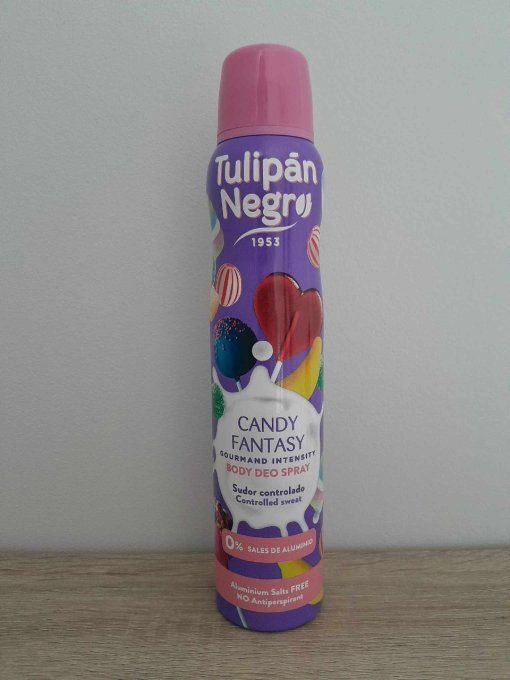 Tulipán
Negro
1953
CANDY
FANTASY
GOURMAND INTENSITY
BODY DEO SPRAY
Sudor controlado
Controlled sweat
0% SALES DE ALUMINIO
Aluminium Salts FREE
NO Antiperspirant